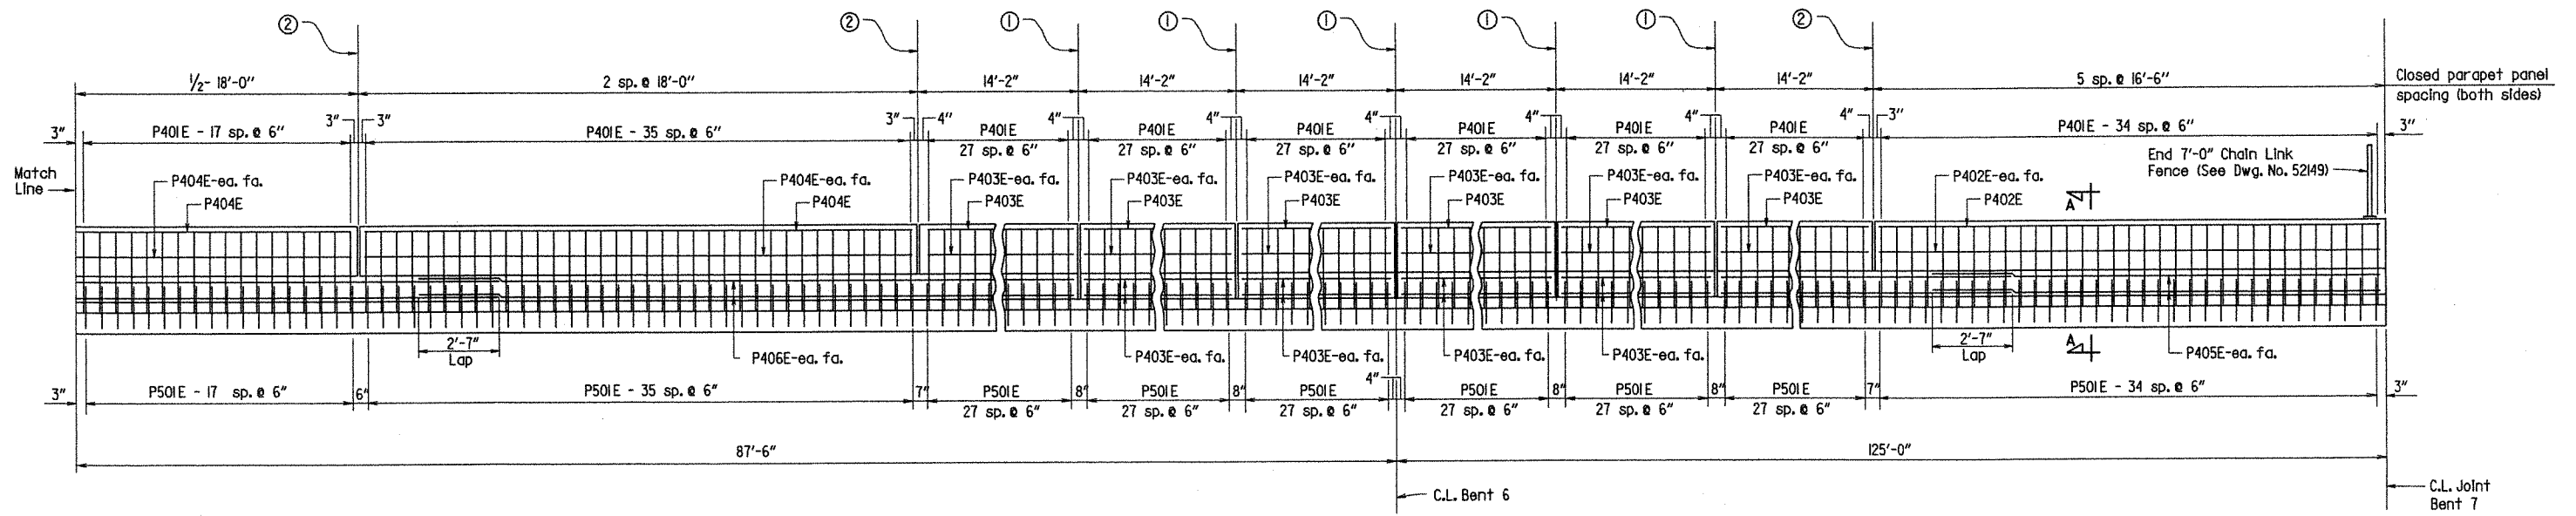 ② ② ① ① ① ① ① ②
½- 18'-0" 2 sp. @ 18'-0" 14'-2" 14'-2" 14'-2" 14'-2" 14'-2" 14'-2" 5 sp. @ 16'-6" Closed parapet panel
spacing (both sides)
3" 3" 3" 4" 4" 4" 4" 4" 4" 4" 3"
3" P401E - 17 sp. @ 6" P401E - 35 sp. @ 6" P401E P401E P401E P401E P401E P401E P401E - 34 sp. @ 6" 3"
27 sp. @ 6" 27 sp. @ 6" 27 sp. @ 6" 27 sp. @ 6" 27 sp. @ 6" 27 sp. @ 6"
End 7'-0" Chain Link
Fence (See Dwg. No. 52149)
Match
Line
P404E-ea. fa. P404E-ea. fa. P403E-ea. fa. P403E-ea. fa. P403E-ea. fa. P403E-ea. fa. P403E-ea. fa. P403E-ea. fa. P402E-ea. fa.
P404E P404E P403E P403E P403E P403E P403E P403E P402E
A
2'-7"
Lap
P406E-ea. fa. P403E-ea. fa. P403E-ea. fa. P403E-ea. fa. P403E-ea. fa.
2'-7"
Lap
A
P405E-ea. fa.
4"
3" P501E - 17 sp. @ 6" 6" P501E - 35 sp. @ 6" 7" P501E 8" P501E 8" P501E P501E 8" P501E 8" P501E 7" P501E - 34 sp. @ 6" 3"
27 sp. @ 6" 27 sp. @ 6" 27 sp. @ 6" 27 sp. @ 6" 27 sp. @ 6" 27 sp. @ 6"
87'-6" 125'-0"
C.L. Bent 6
C.L. Joint
Bent 7